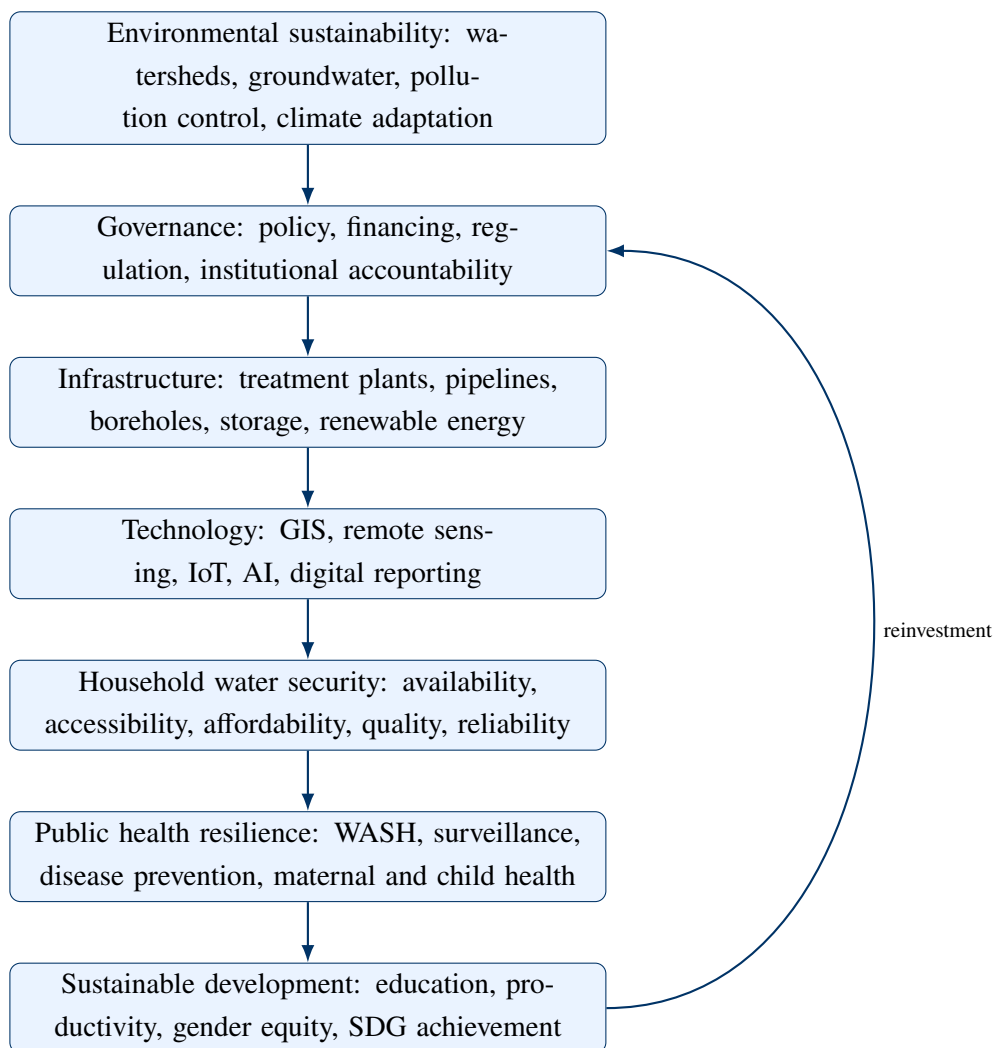 Environmental sustainability: wa-
tersheds, groundwater, pollu-
tion control, climate adaptation
Governance: policy, financing, reg-
ulation, institutional accountability
Infrastructure: treatment plants, pipelines,
boreholes, storage, renewable energy
Technology: GIS, remote sens-
ing, IoT, AI, digital reporting
reinvestment
Household water security: availability,
accessibility, affordability, quality, reliability
Public health resilience: WASH, surveillance,
disease prevention, maternal and child health
Sustainable development: education, pro-
ductivity, gender equity, SDG achievement